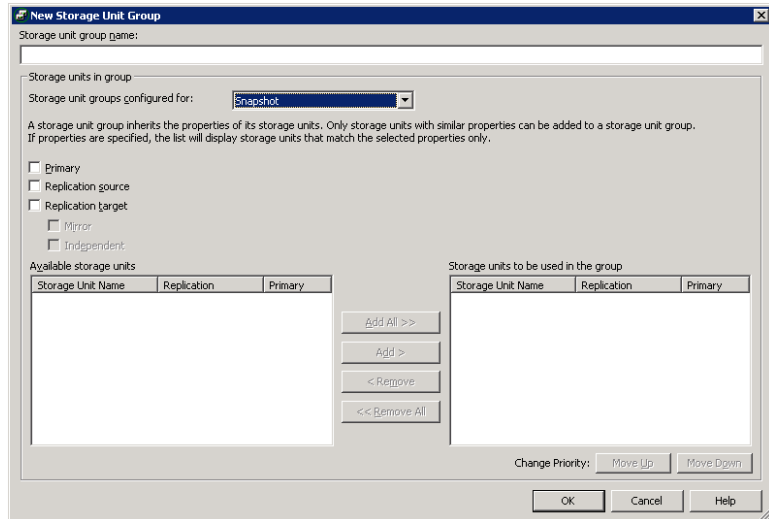 New Storage Unit Group
Storage unit group name:
Storage units in group
Storage unit groups configured for:
Snapshot
A storage unit group inherits the properties of its storage units. Only storage units with similar properties can be added to a storage unit group.
If properties are specified, the list will display storage units that match the selected properties only.
Primary
Replication source
Replication target
Mirror
Independent
Available storage units
Storage Unit Name Replication Primary
Add All >>
Add >
< Remove
<< Remove All
Storage units to be used in the group
Storage Unit Name Replication Primary
Change Priority: Move Up Move Down
OK Cancel Help